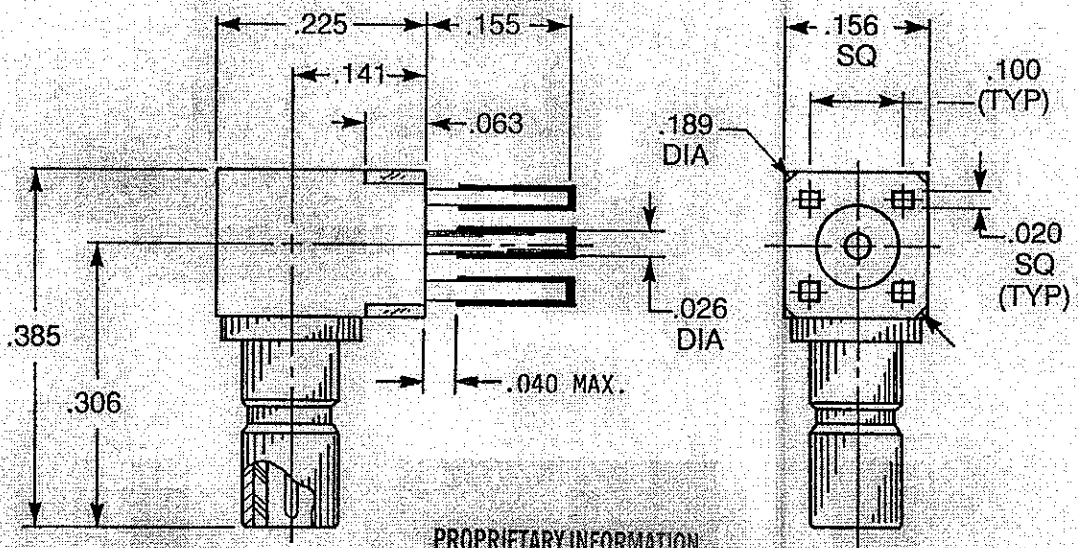 .225
.155
.156
SQ
.141
.100
(TYP)
.063
.189
DIA
.020
SQ
(TYP)
.026
DIA
.385
.306
.040 MAX.
PROPRIETARY INFORMATION